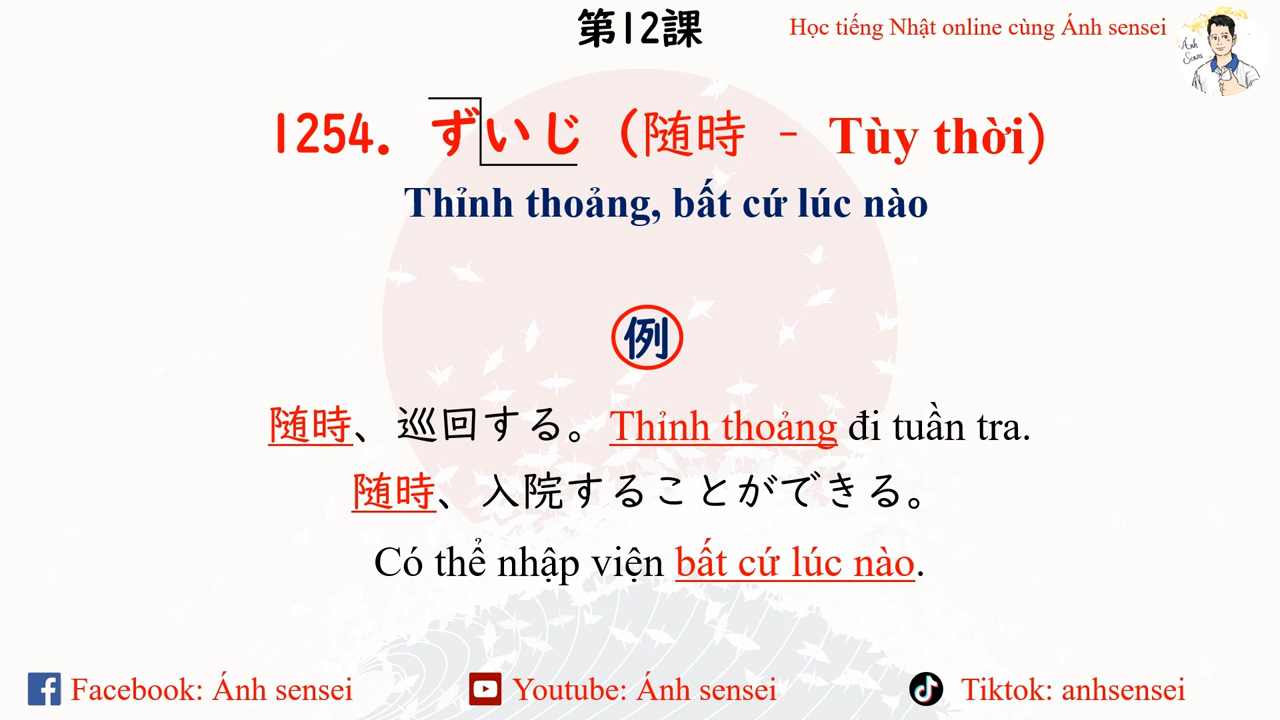 第12課
Học tiếng Nhật online cùng Ánh sensei
Ánh Sensei
1254. ずいじ (随時 - Tùy thời)
Thỉnh thoảng, bất cứ lúc nào
例
随時、巡回する。Thỉnh thoảng đi tuần tra.
随時、入院することができる。
Có thể nhập viện bất cứ lúc nào.
Facebook: Ánh sensei
Youtube: Ánh sensei
Tiktok: anhsensei